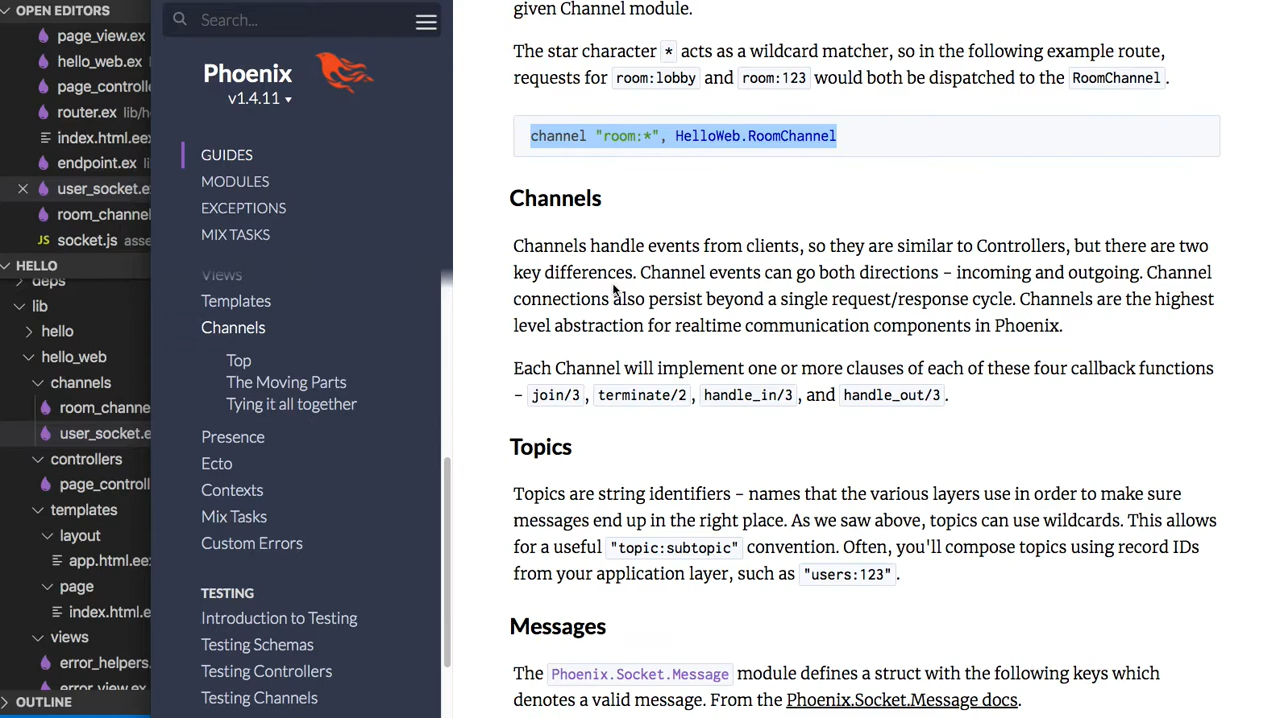 OPEN EDITORS
page_view.ex
hello_web.ex
page_controll
router.ex lib/h
index.html.ee
endpoint.ex li
user_socket.e
room_channel
JS socket.js asse
HELLO
deps
lib
hello
hello_web
channels
room_channe
user_socket.e
controllers
page_controll
templates
layout
app.html.ee
page
index.html.e
views
error_helpers.
error_view.ex
OUTLINE
Search...
Phoenix
v1.4.11
GUIDES
MODULES
EXCEPTIONS
MIX TASKS
Views
Templates
Channels
Top
The Moving Parts
Tying it all together
Presence
Ecto
Contexts
Mix Tasks
Custom Errors
TESTING
Introduction to Testing
Testing Schemas
Testing Controllers
Testing Channels
given Channel module.
The star character * acts as a wildcard matcher, so in the following example route,
requests for room:lobby and room:123 would both be dispatched to the RoomChannel.
channel "room:*", HelloWeb.RoomChannel
Channels
Channels handle events from clients, so they are similar to Controllers, but there are two
key differences. Channel events can go both directions - incoming and outgoing. Channel
connections also persist beyond a single request/response cycle. Channels are the highest
level abstraction for realtime communication components in Phoenix.
Each Channel will implement one or more clauses of each of these four callback functions
- join/3, terminate/2, handle_in/3, and handle_out/3.
Topics
Topics are string identifiers - names that the various layers use in order to make sure
messages end up in the right place. As we saw above, topics can use wildcards. This allows
for a useful "topic:subtopic" convention. Often, you'll compose topics using record IDs
from your application layer, such as "users:123".
Messages
The Phoenix.Socket.Message module defines a struct with the following keys which
denotes a valid message. From the Phoenix.Socket.Message docs.